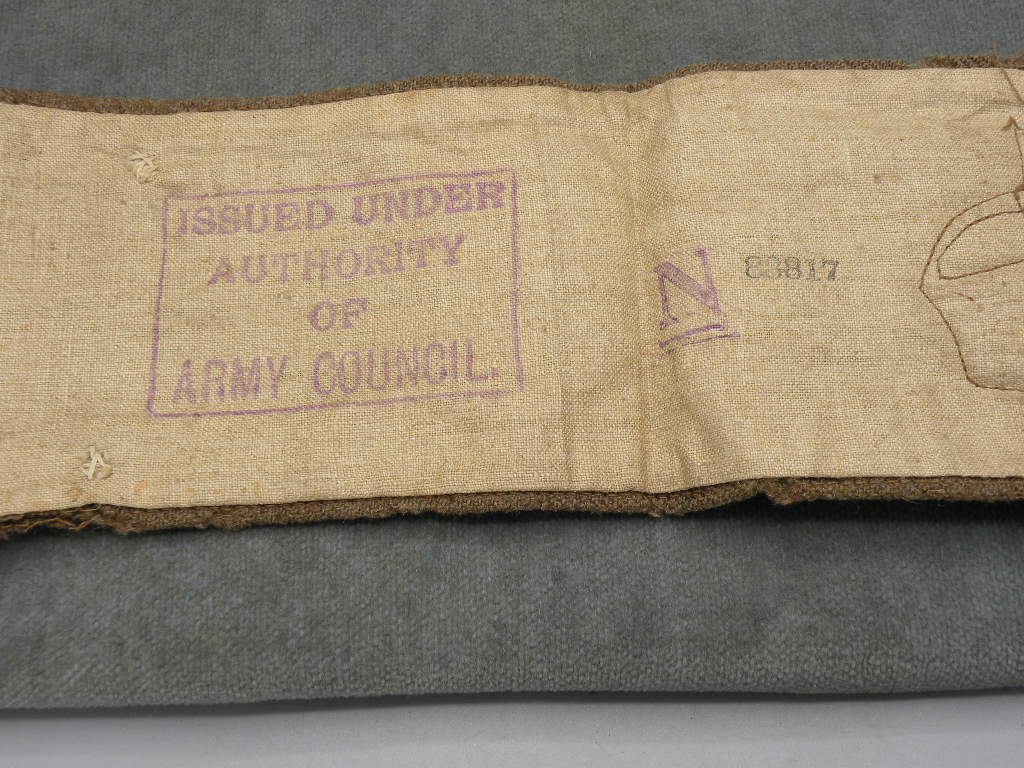 ISSUED UNDER
AUTHORITY
OF
ARMY COUNCIL.
N 83817